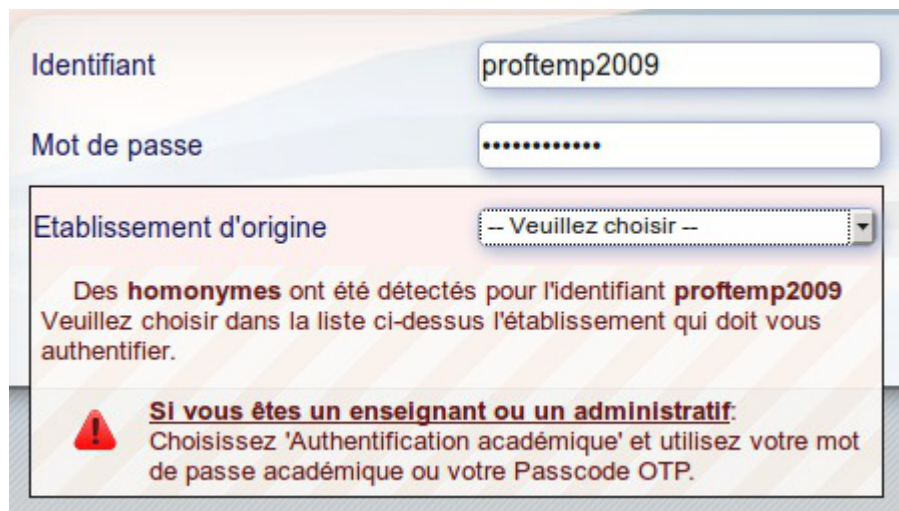 Identifiant proftemp2009
Mot de passe ••••••••••••
Etablissement d'origine -- Veuillez choisir --
Des homonymes ont été détectés pour l'identifiant proftemp2009
Veuillez choisir dans la liste ci-dessus l'établissement qui doit vous
authentifier.
Si vous êtes un enseignant ou un administratif:
Choisissez 'Authentification académique' et utilisez votre mot
de passe académique ou votre Passcode OTP.